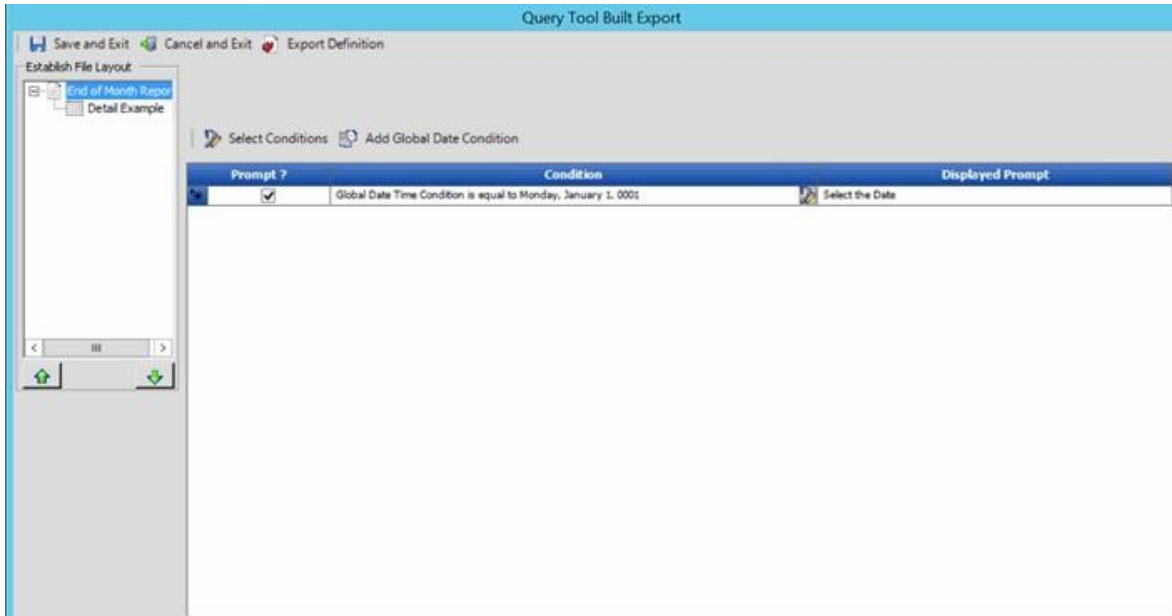 Query Tool Built Export
Save and Exit Cancel and Exit Export Definition
Establish File Layout
End of Month Repor
Detail Example
Select Conditions Add Global Date Condition
Prompt ? Condition Displayed Prompt
Global Date Time Condition is equal to Monday, January 1, 0001 Select the Date